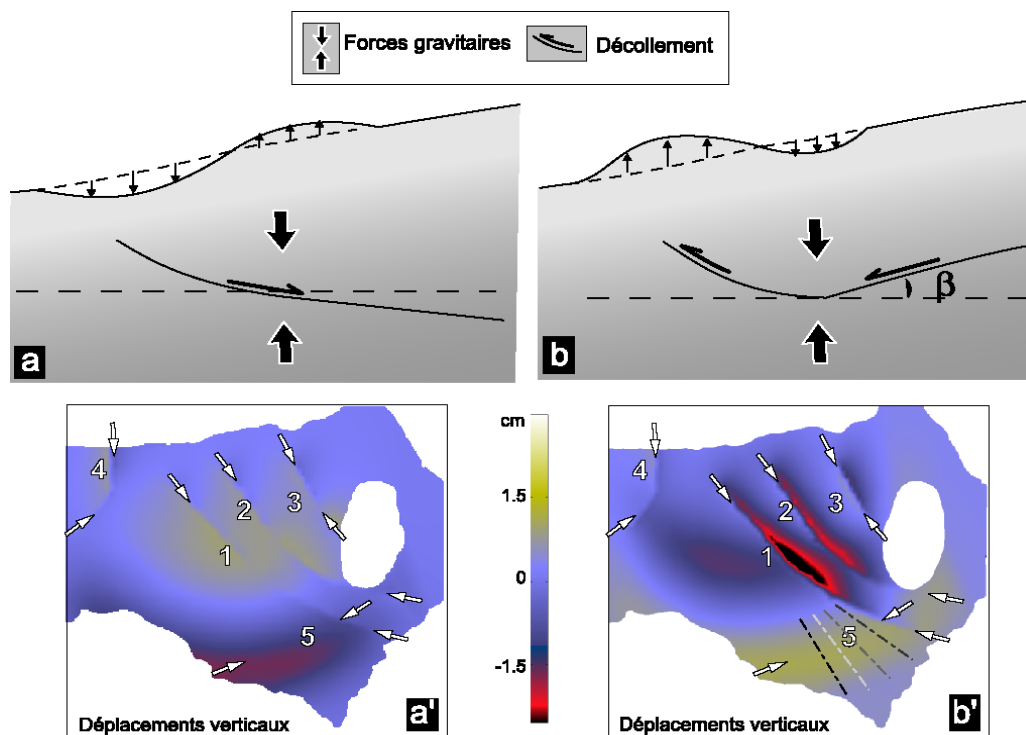 Forces gravitaires
Décollement
a
β
b
cm
1.5
0
-1.5
4
2
3
1
5
Déplacements verticaux
a'
4
2
3
1
5
Déplacements verticaux
b'